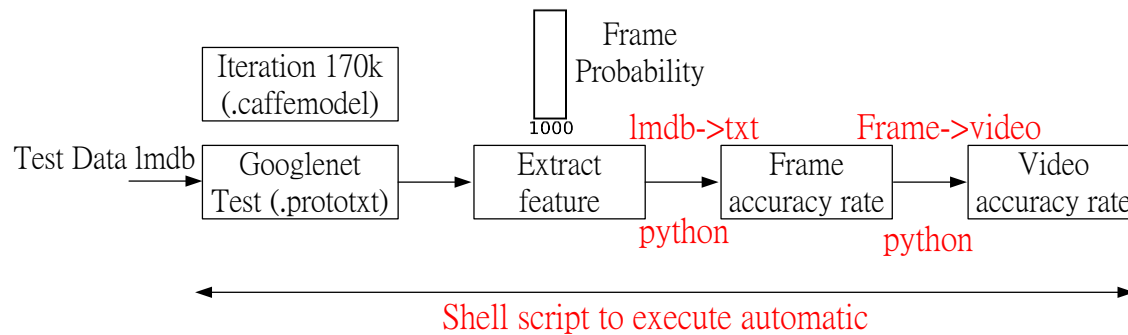 Iteration 170k
(.caffemodel)
1000
Frame
Probability
lmdb->txt
Frame->video
Test Data lmdb
Googlenet
Test (.prototxt)
Extract
feature
Frame
accuracy rate
Video
accuracy rate
python
python
Shell script to execute automatic